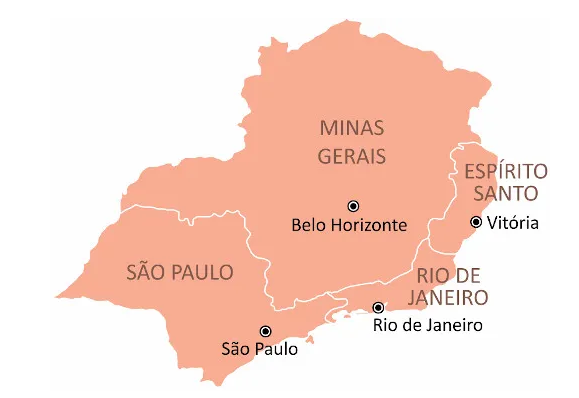 MINAS
GERAIS
ESPÍRITO
SANTO
Belo Horizonte
Vitória
SÃO PAULO
RIO DE
JANEIRO
Rio de Janeiro
São Paulo